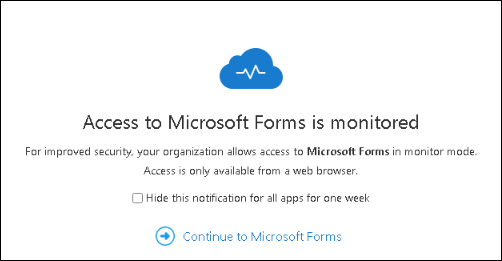 Access to Microsoft Forms is monitored
For improved security, your organization allows access to Microsoft Forms in monitor mode.
Access is only available from a web browser.
Hide this notification for all apps for one week
Continue to Microsoft Forms